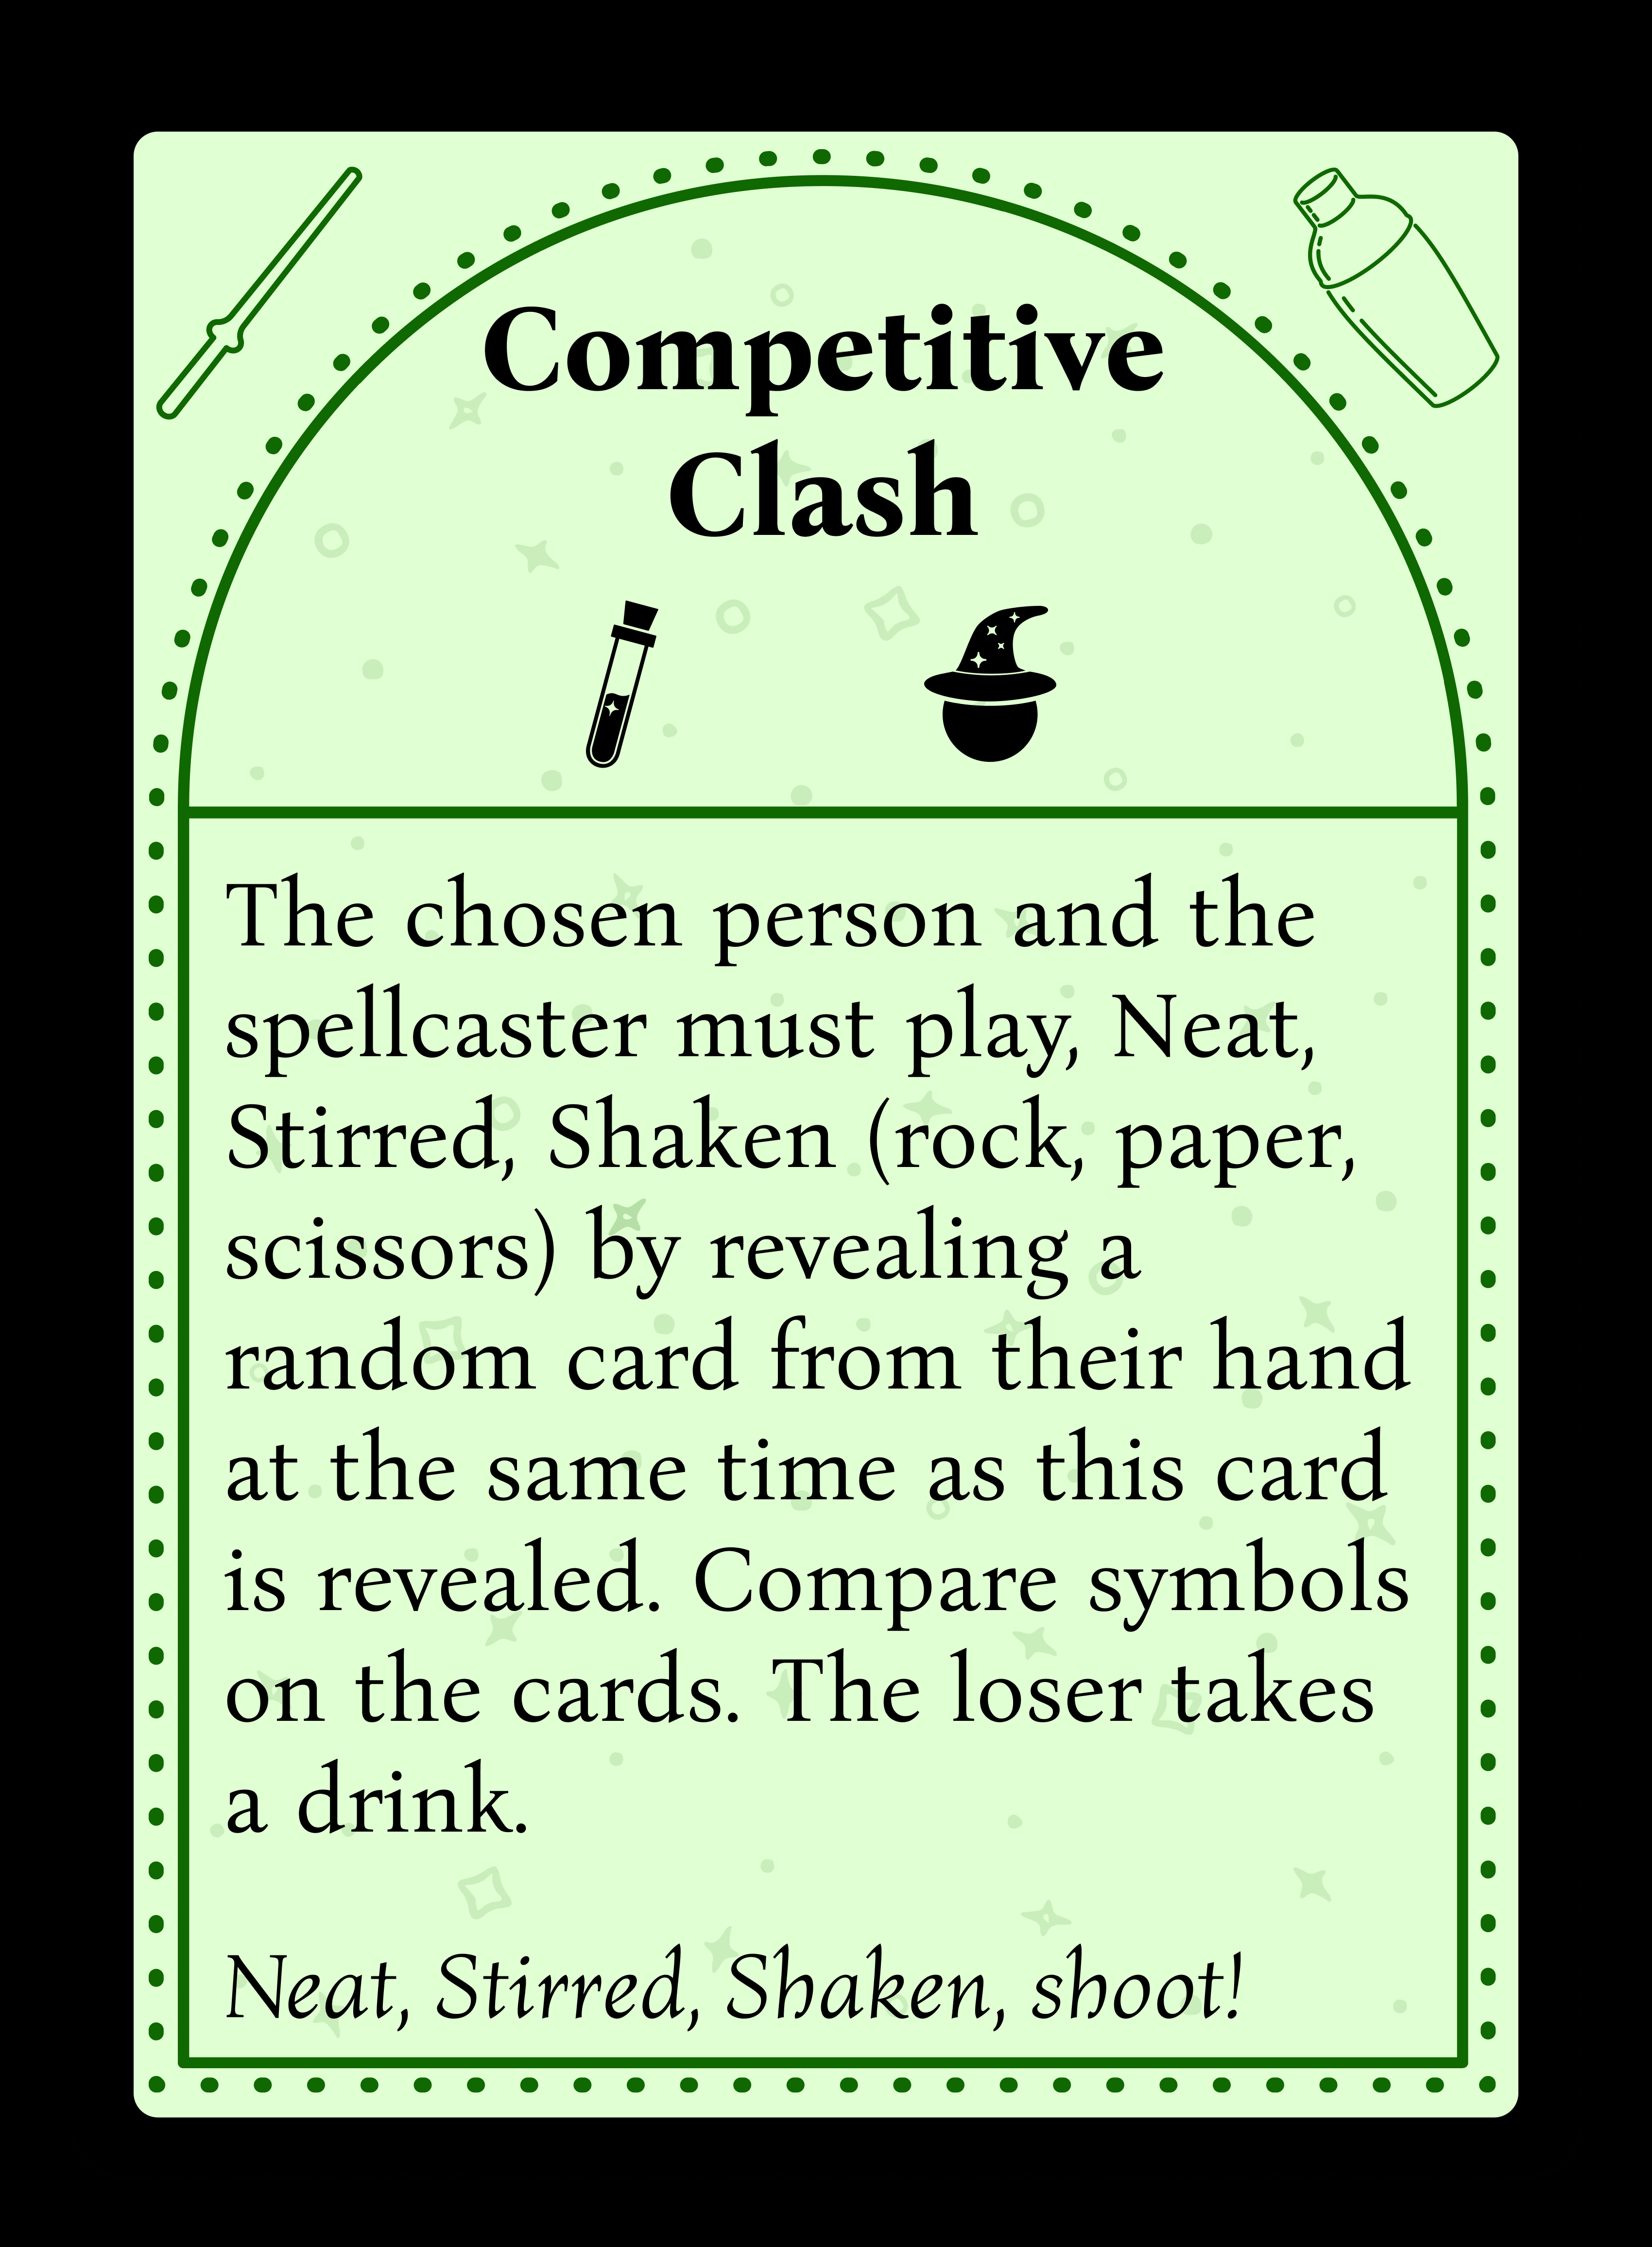 Competitive
Clash
The chosen person and the
spellcaster must play, Neat,
Stirred, Shaken (rock, paper,
scissors) by revealing a
random card from their hand
at the same time as this card
is revealed. Compare symbols
on the cards. The loser takes
a drink.
Neat, Stirred, Shaken, shoot!